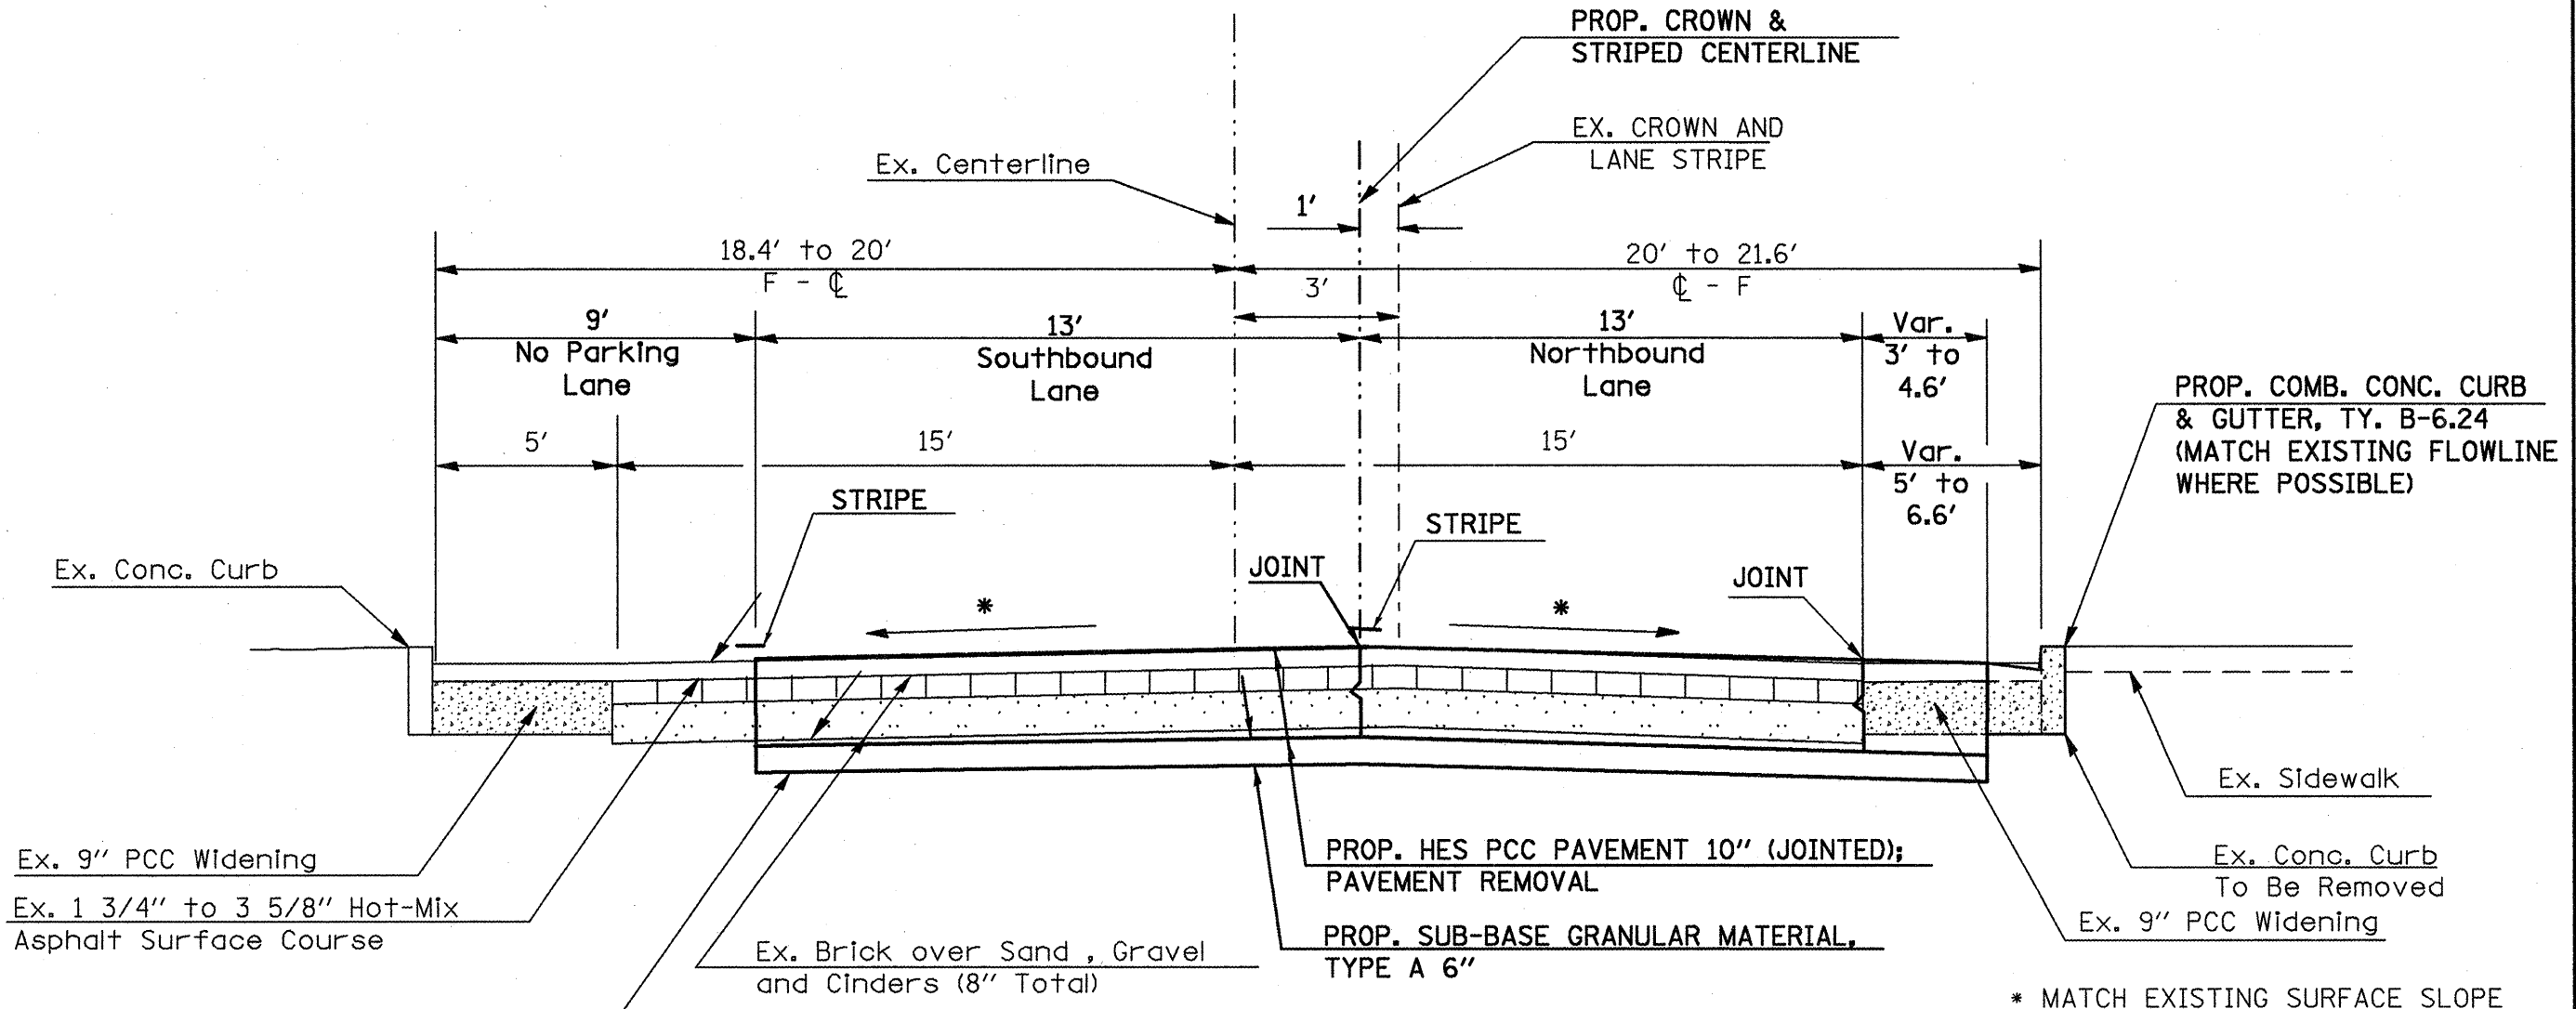 PROP. CROWN &
STRIPED CENTERLINE
EX. CROWN AND
LANE STRIPE
Ex. Centerline
1'
18.4' to 20'
F - ℄
3'
20' to 21.6'
℄ - F
9'
No Parking
Lane
13'
Southbound
Lane
13'
Northbound
Lane
Var.
3' to
4.6'
PROP. COMB. CONC. CURB
& GUTTER, TY. B-6.24
(MATCH EXISTING FLOWLINE
WHERE POSSIBLE)
5'
15'
15'
Var.
5' to
6.6'
STRIPE
STRIPE
Ex. Conc. Curb
JOINT
JOINT
*
*
Ex. Sidewalk
Ex. 9" PCC Widening
PROP. HES PCC PAVEMENT 10" (JOINTED);
PAVEMENT REMOVAL
Ex. Conc. Curb
To Be Removed
Ex. 1 3/4" to 3 5/8" Hot-Mix
Asphalt Surface Course
Ex. 9" PCC Widening
Ex. Brick over Sand , Gravel
and Cinders (8" Total)
PROP. SUB-BASE GRANULAR MATERIAL,
TYPE A 6"
* MATCH EXISTING SURFACE SLOPE